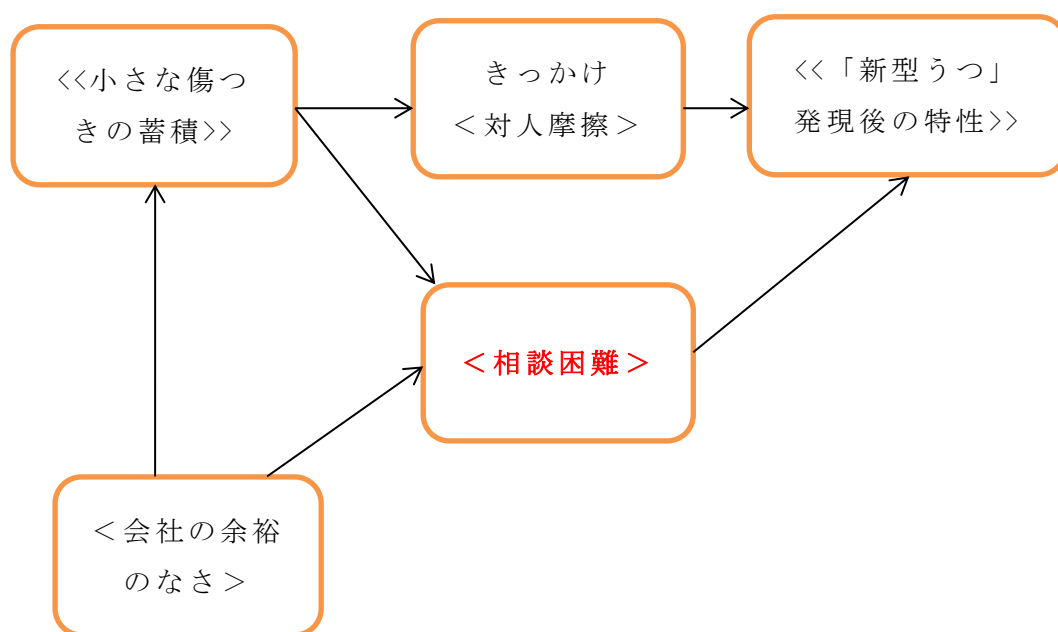 <<小さな傷つ
きの蓄積>>
きっかけ
＜対人摩擦＞
<<「新型うつ」
発現後の特性>>
＜相談困難＞
＜会社の余裕
のなさ＞